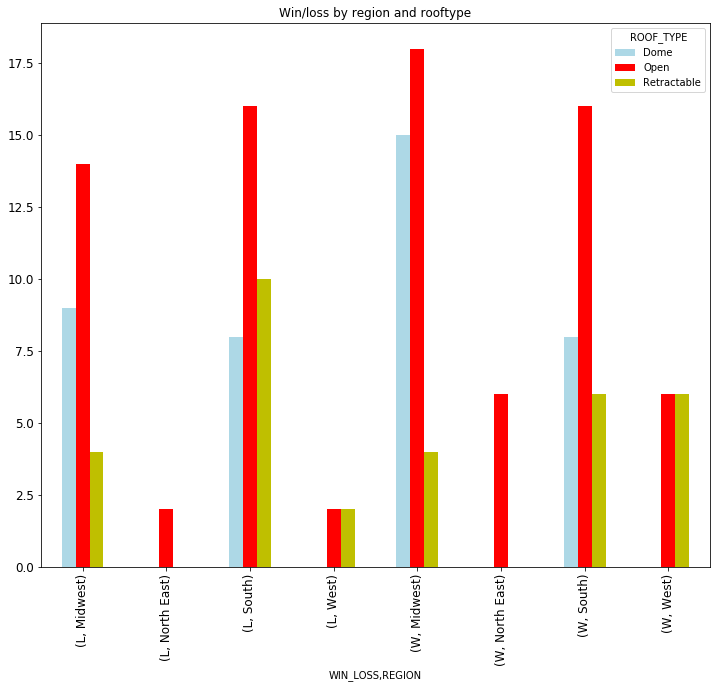 Win/loss by region and rooftype
ROOF_TYPE
Dome
Open
Retractable
17.5
15.0
12.5
10.0
7.5
5.0
2.5
0.0
(L, Midwest)
(L, North East)
(L, South)
(L, West)
(W, Midwest)
(W, North East)
(W, South)
(W, West)
WIN_LOSS,REGION